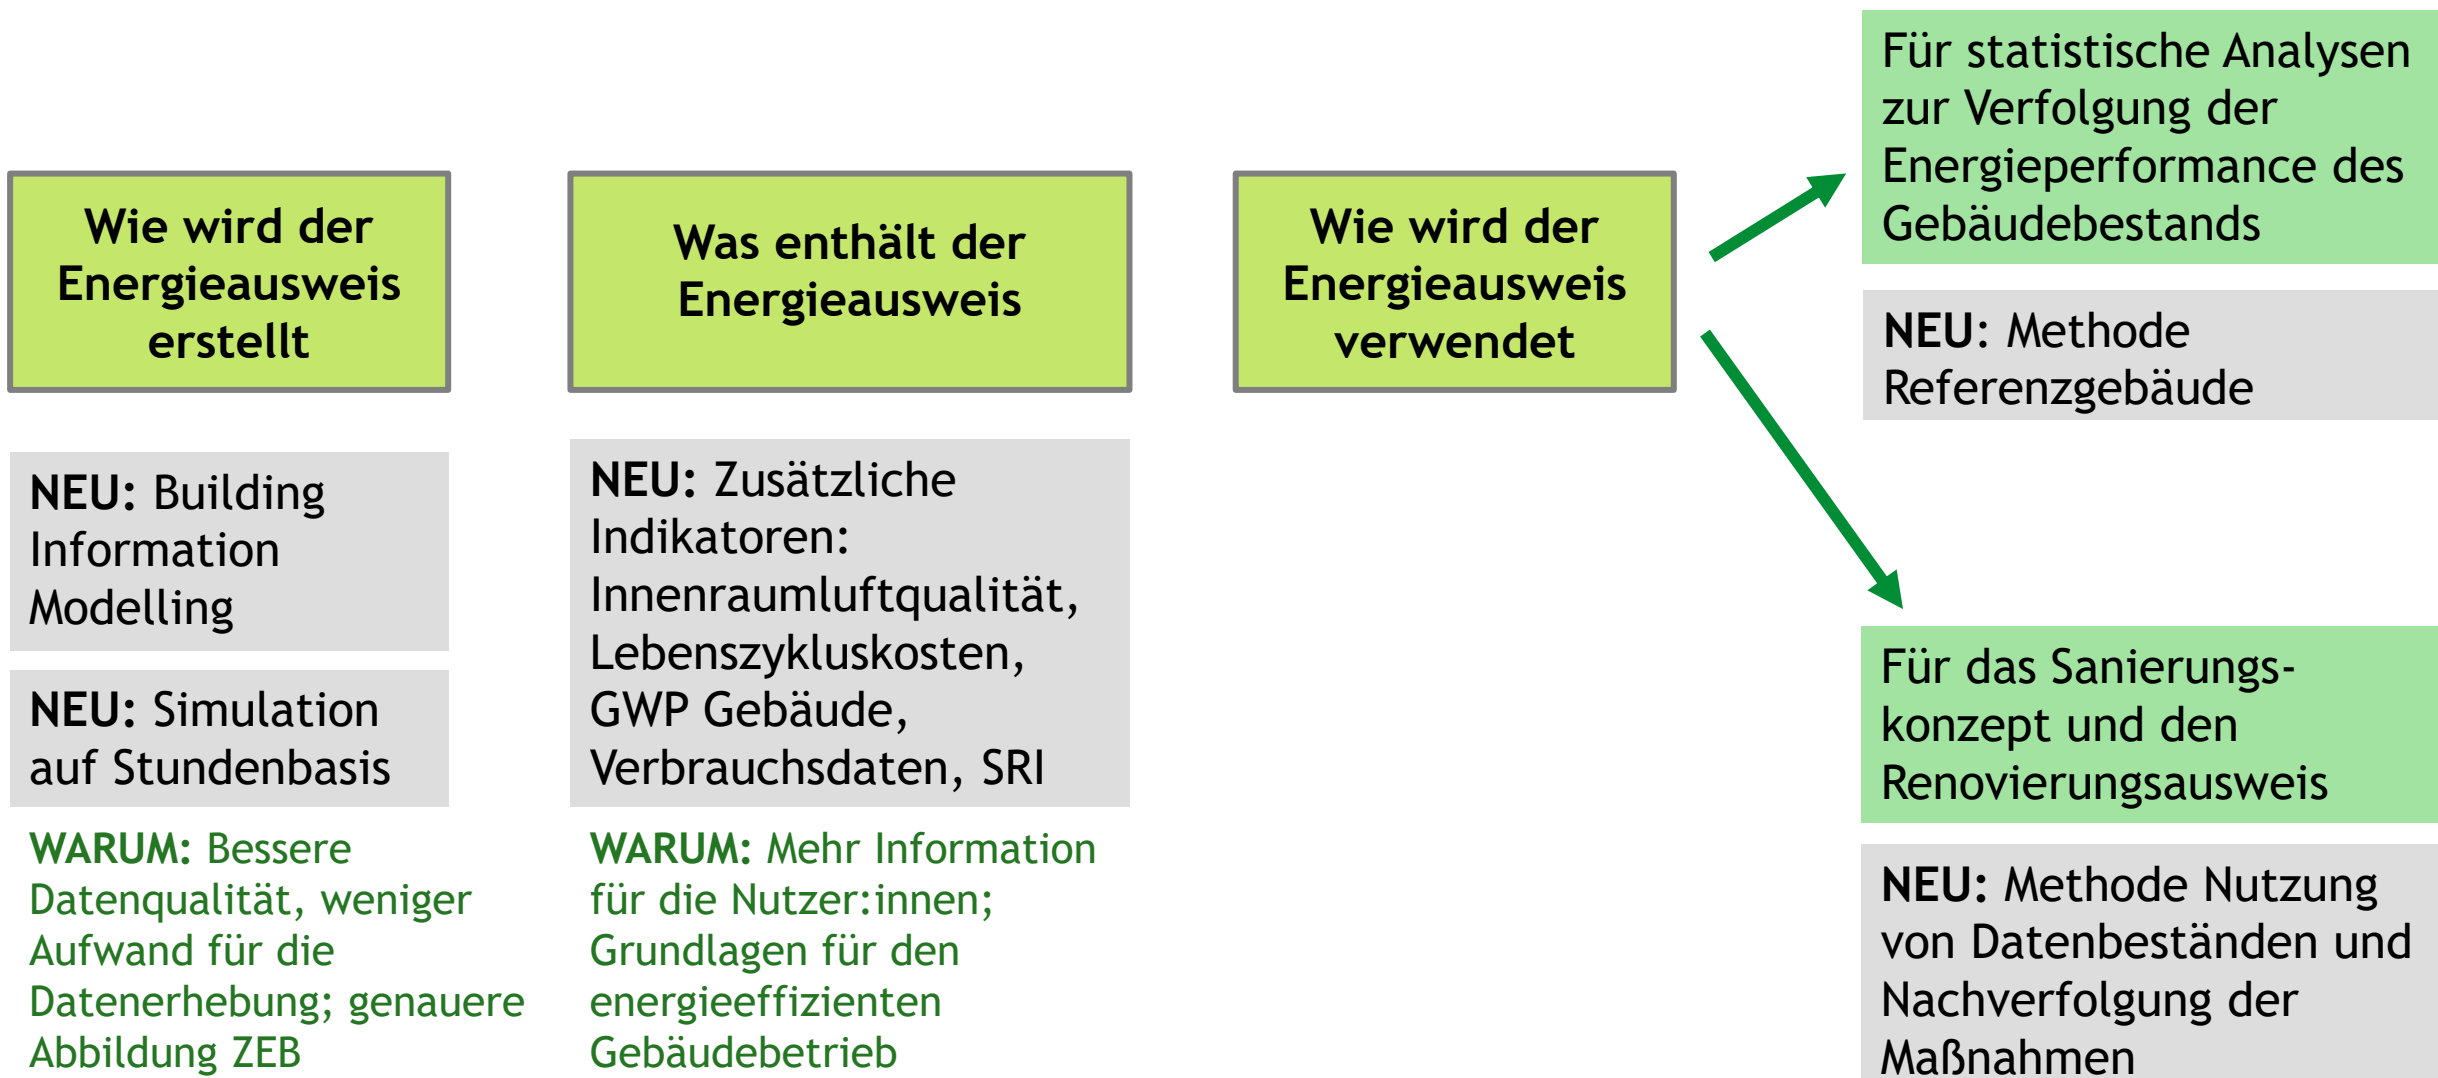 Wie wird der
Energieausweis
erstellt
NEU: Building
Information
Modelling
NEU: Simulation
auf Stundenbasis
WARUM: Bessere
Datenqualität, weniger
Aufwand für die
Datenerhebung; genauere
Abbildung ZEB
Was enthält der
Energieausweis
NEU: Zusätzliche
Indikatoren:
Innenraumluftqualität,
Lebenszykluskosten,
GWP Gebäude,
Verbrauchsdaten, SRI
WARUM: Mehr Information
für die Nutzer:innen;
Grundlagen für den
energieeffizienten
Gebäudebetrieb
Wie wird der
Energieausweis
verwendet
Für statistische Analysen
zur Verfolgung der
Energieperformance des
Gebäudebestands
NEU: Methode
Referenzgebäude
Für das Sanierungs-
konzept und den
Renovierungsausweis
NEU: Methode Nutzung
von Datenbeständen und
Nachverfolgung der
Maßnahmen